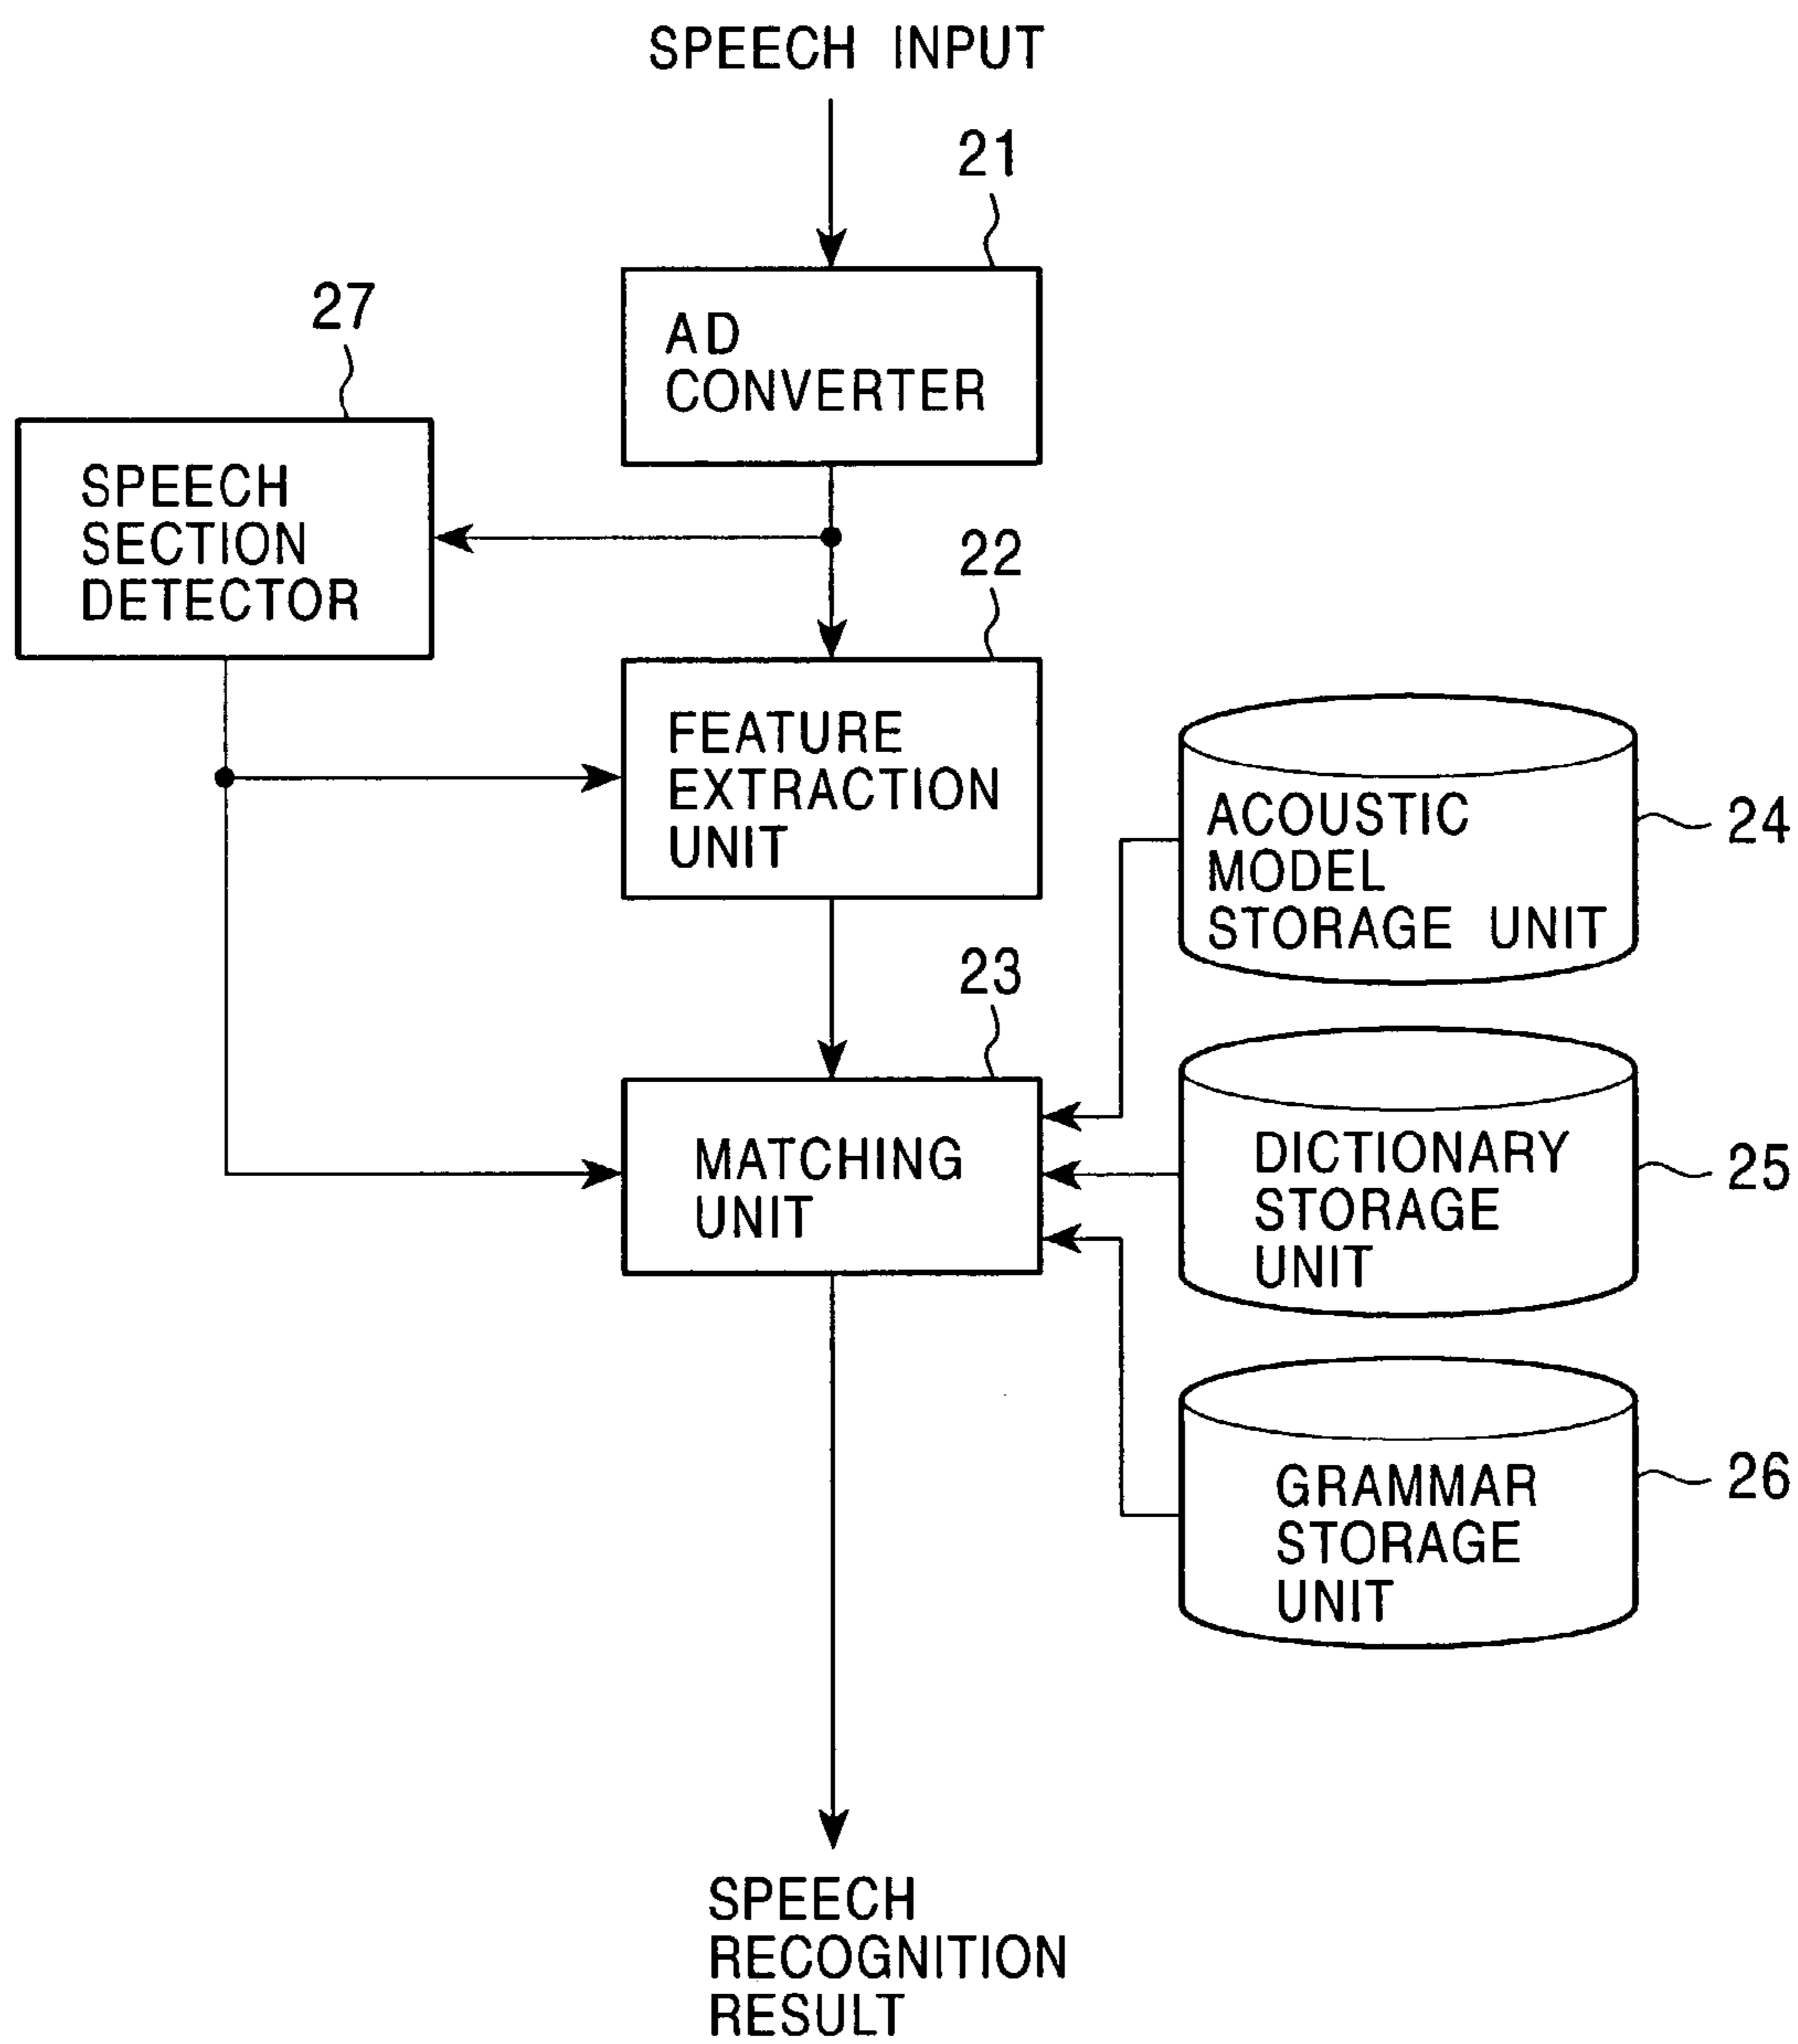 SPEECH INPUT
21
AD
CONVERTER
27
SPEECH
SECTION
DETECTOR
22
FEATURE
EXTRACTION
UNIT
ACOUSTIC
MODEL
STORAGE UNIT
24
23
MATCHING
UNIT
DICTIONARY
STORAGE
UNIT
25
GRAMMAR
STORAGE
UNIT
26
SPEECH
RECOGNITION
RESULT